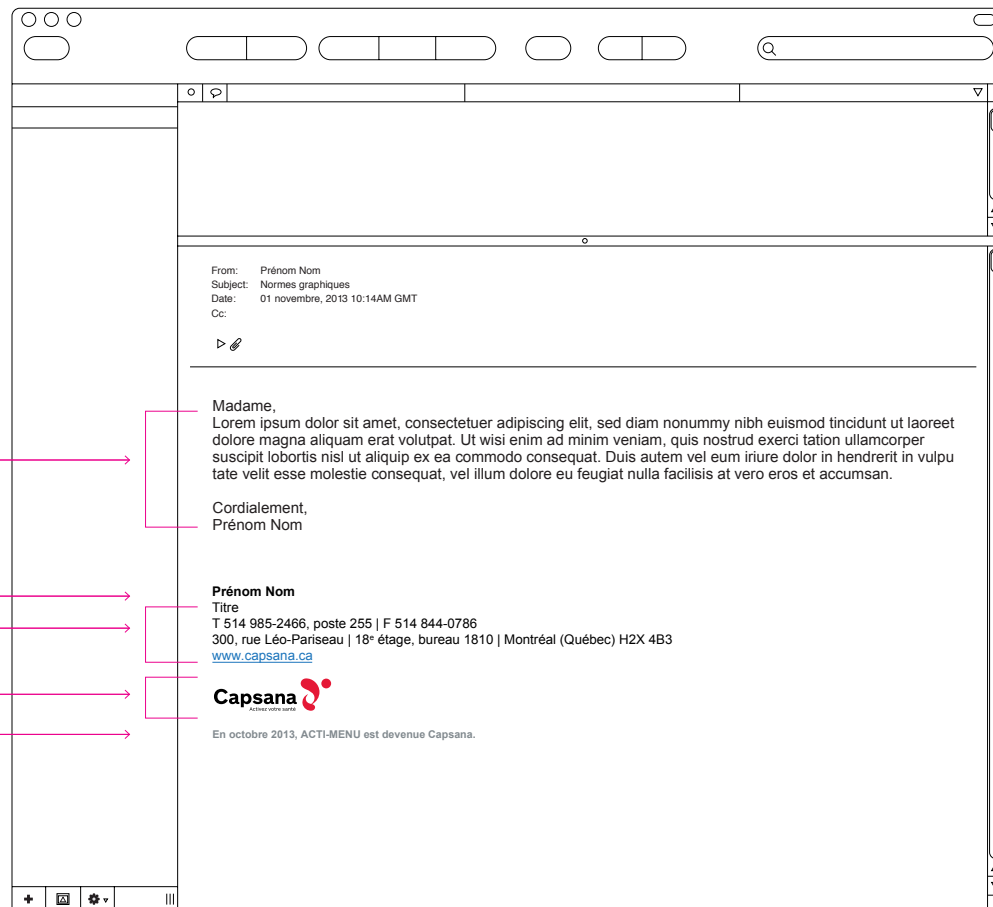 From: Prénom Nom
Subject: Normes graphiques
Date: 01 novembre, 2013 10:14AM GMT
Cc:
Madame,
Lorem ipsum dolor sit amet, consectetuer adipiscing elit, sed diam nonummy nibh euismod tincidunt ut laoreet
dolore magna aliquam erat volutpat. Ut wisi enim ad minim veniam, quis nostrud exerci tation ullamcorper
suscipit lobortis nisl ut aliquip ex ea commodo consequat. Duis autem vel eum iriure dolor in hendrerit in vulpu
tate velit esse molestie consequat, vel illum dolore eu feugiat nulla facilisis at vero eros et accumsan.
Cordialement,
Prénom Nom
Prénom Nom
Titre
T 514 985-2466, poste 255 | F 514 844-0786
300, rue Léo-Pariseau | 18ᵉ étage, bureau 1810 | Montréal (Québec) H2X 4B3
www.capsana.ca
Capsana
Activez votre santé
En octobre 2013, ACTI-MENU est devenue Capsana.